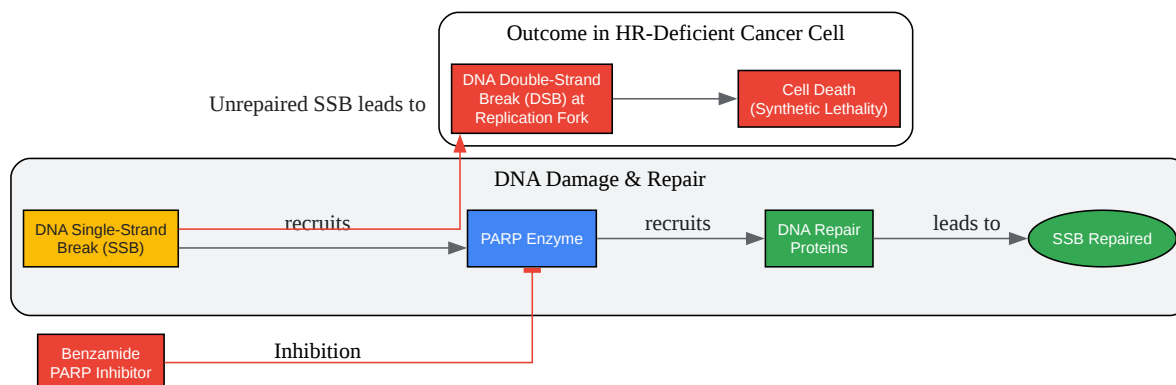 Outcome in HR-Deficient Cancer Cell
DNA Double-Strand
Break (DSB) at
Replication Fork
Cell Death
(Synthetic Lethality)
Unrepaired SSB leads to
DNA Damage & Repair
DNA Single-Strand
Break (SSB)
recruits
PARP Enzyme
recruits
DNA Repair
Proteins
leads to
SSB Repaired
Benzamide
PARP Inhibitor
Inhibition